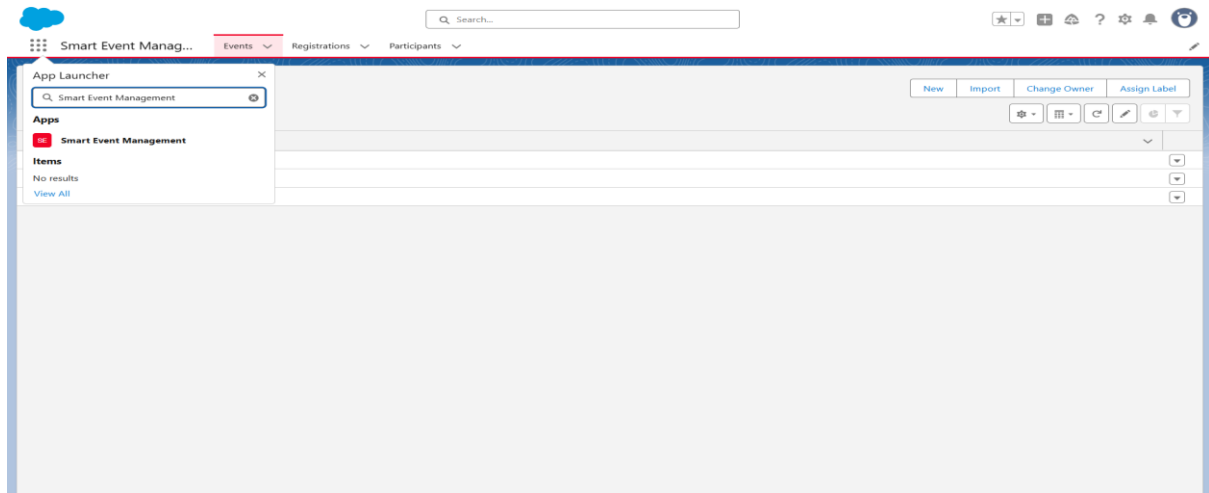 Search...
Smart Event Manag... Events Registrations Participants
App Launcher
Smart Event Management
Apps
SE Smart Event Management
Items
No results
View All
New Import Change Owner Assign Label